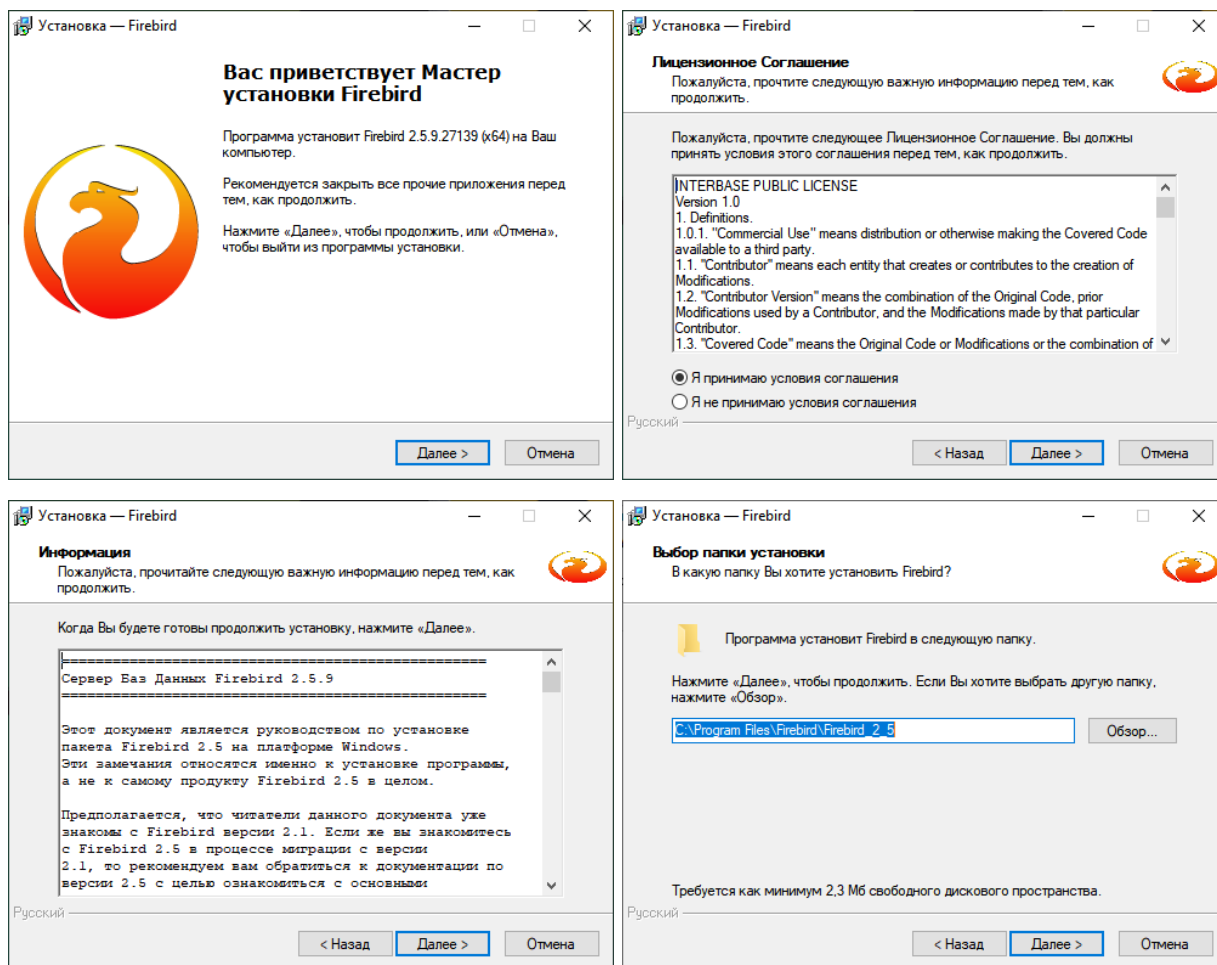 Установка — Firebird
Вас приветствует Мастер
установки Firebird
Программа установит Firebird 2.5.9.27139 (x64) на Ваш
компьютер.
Рекомендуется закрыть все прочие приложения перед
тем, как продолжить.
Нажмите «Далее», чтобы продолжить, или «Отмена»,
чтобы выйти из программы установки.
Далее >
Отмена
Установка — Firebird
Лицензионное Соглашение
Пожалуйста, прочтите следующую важную информацию перед тем, как
продолжить.
Пожалуйста, прочтите следующее Лицензионное Соглашение. Вы должны
принять условия этого соглашения перед тем, как продолжить.
INTERBASE PUBLIC LICENSE
Version 1.0
1. Definitions.
1.0.1. "Commercial Use" means distribution or otherwise making the Covered Code
available to a third party.
1.1. "Contributor" means each entity that creates or contributes to the creation of
Modifications.
1.2. "Contributor Version" means the combination of the Original Code, prior
Modifications used by a Contributor, and the Modifications made by that particular
Contributor.
1.3. "Covered Code" means the Original Code or Modifications or the combination of
Я принимаю условия соглашения
Я не принимаю условия соглашения
Русский
< Назад
Далее >
Отмена
Установка — Firebird
Информация
Пожалуйста, прочитайте следующую важную информацию перед тем, как
продолжить.
Когда Вы будете готовы продолжить установку, нажмите «Далее».
==================================================
Сервер Баз Данных Firebird 2.5.9
==================================================
Этот документ является руководством по установке
пакета Firebird 2.5 на платформе Windows.
Эти замечания относятся именно к установке программы,
а не к самому продукту Firebird 2.5 в целом.
Предполагается, что читатели данного документа уже
знакомы с Firebird версии 2.1. Если же вы знакомитесь
с Firebird 2.5 в процессе миграции с версии
2.1, то рекомендуем вам обратиться к документации по
версии 2.5 с целью ознакомиться с основными
Русский
< Назад
Далее >
Отмена
Установка — Firebird
Выбор папки установки
В какую папку Вы хотите установить Firebird?
Программа установит Firebird в следующую папку.
Нажмите «Далее», чтобы продолжить. Если Вы хотите выбрать другую папку,
нажмите «Обзор».
C:\Program Files\Firebird\Firebird_2_5
Обзор...
Требуется как минимум 2,3 Мб свободного дискового пространства.
Русский
< Назад
Далее >
Отмена